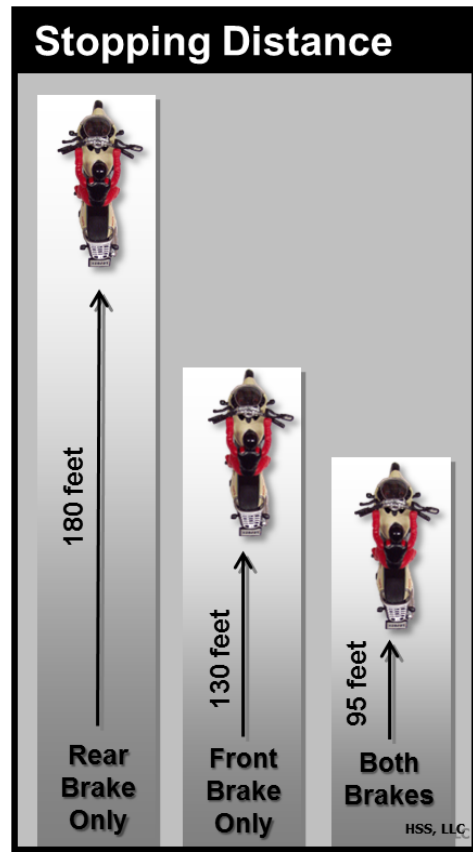 Stopping Distance
180 feet
130 feet
95 feet
Rear
Brake
Only
Front
Brake
Only
Both
Brakes
HSS, LLC